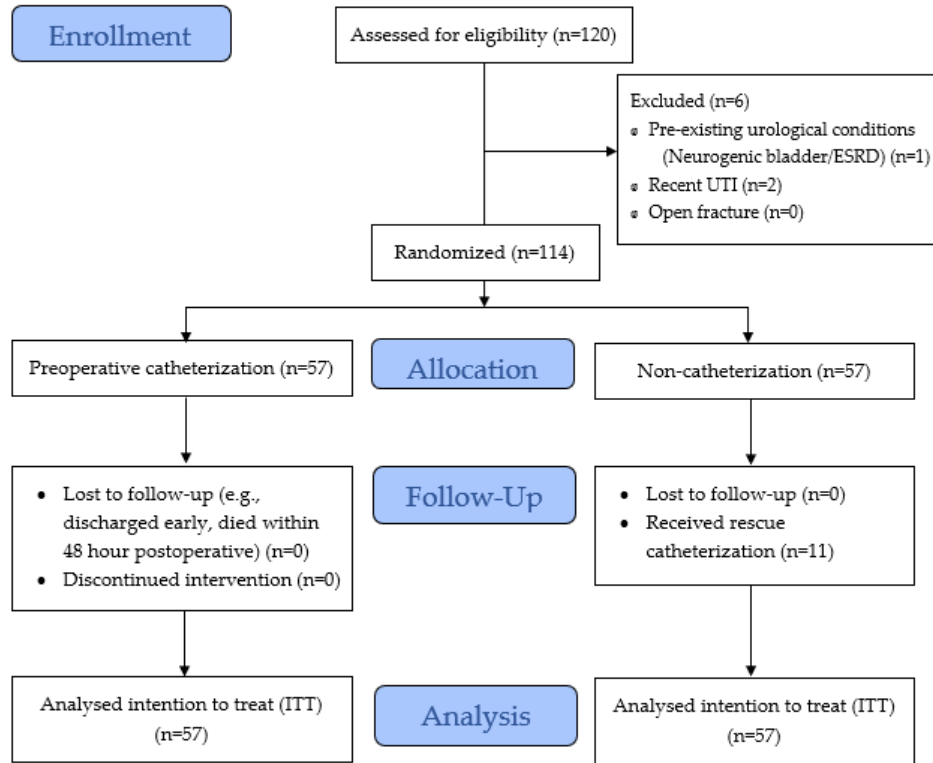 Enrollment
Assessed for eligibility (n=120)
Excluded (n=6)
Pre-existing urological conditions
(Neurogenic bladder/ESRD) (n=1)
Recent UTI (n=2)
Open fracture (n=0)
Randomized (n=114)
Preoperative catheterization (n=57)
Allocation
Non-catheterization (n=57)
• Lost to follow-up (e.g.,
discharged early, died within
48 hour postoperative) (n=0)
• Discontinued intervention (n=0)
Follow-Up
• Lost to follow-up (n=0)
• Received rescue
catheterization (n=11)
Analysed intention to treat (ITT)
(n=57)
Analysis
Analysed intention to treat (ITT)
(n=57)